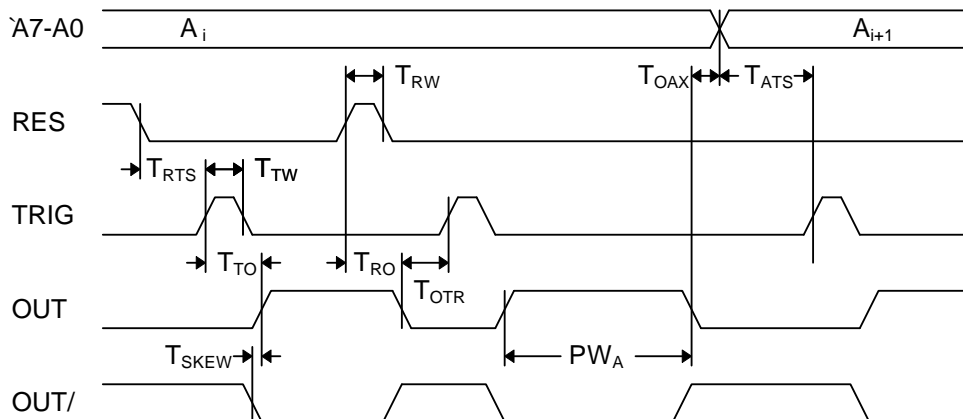 `A7-A0 A i A i+1
T RW T OAX T ATS
RES
T RTS T TW
TRIG
T TO T RO
T OTR
OUT
T SKEW PW A
OUT/